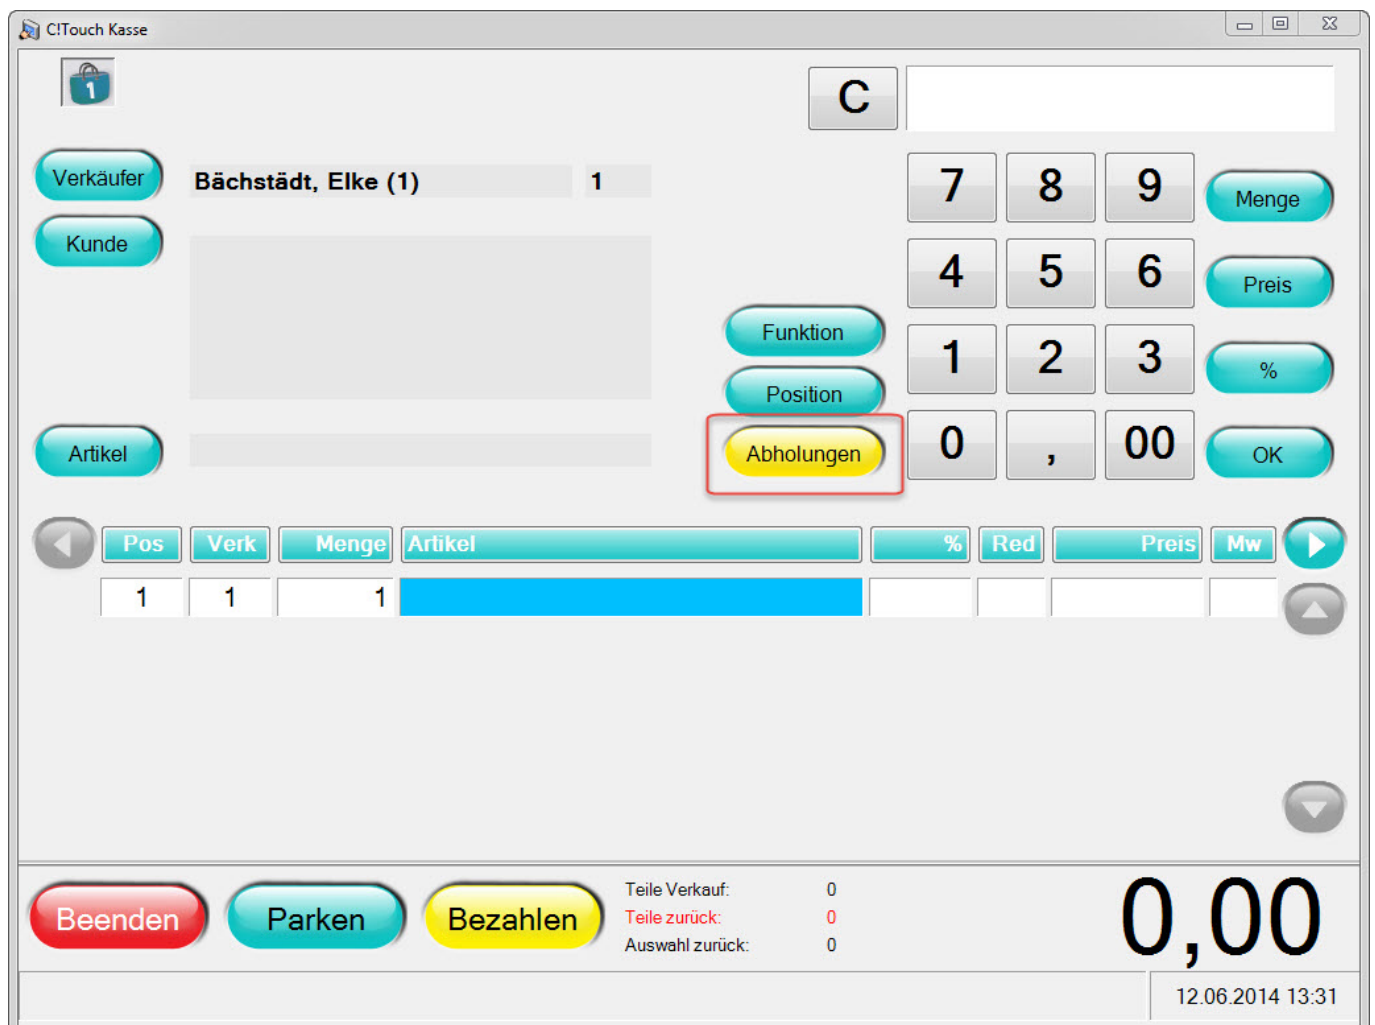 C!Touch Kasse
1
C
Verkäufer
Bächstädt, Elke (1)
1
7
8
9
Menge
Kunde
4
5
6
Preis
Funktion
1
2
3
%
Position
Artikel
Abholungen
0
,
00
OK
Pos
Verk
Menge
Artikel
%
Red
Preis
Mw
1
1
1
Beenden
Parken
Bezahlen
Teile Verkauf: 0
Teile zurück: 0
Auswahl zurück: 0
0,00
12.06.2014 13:31